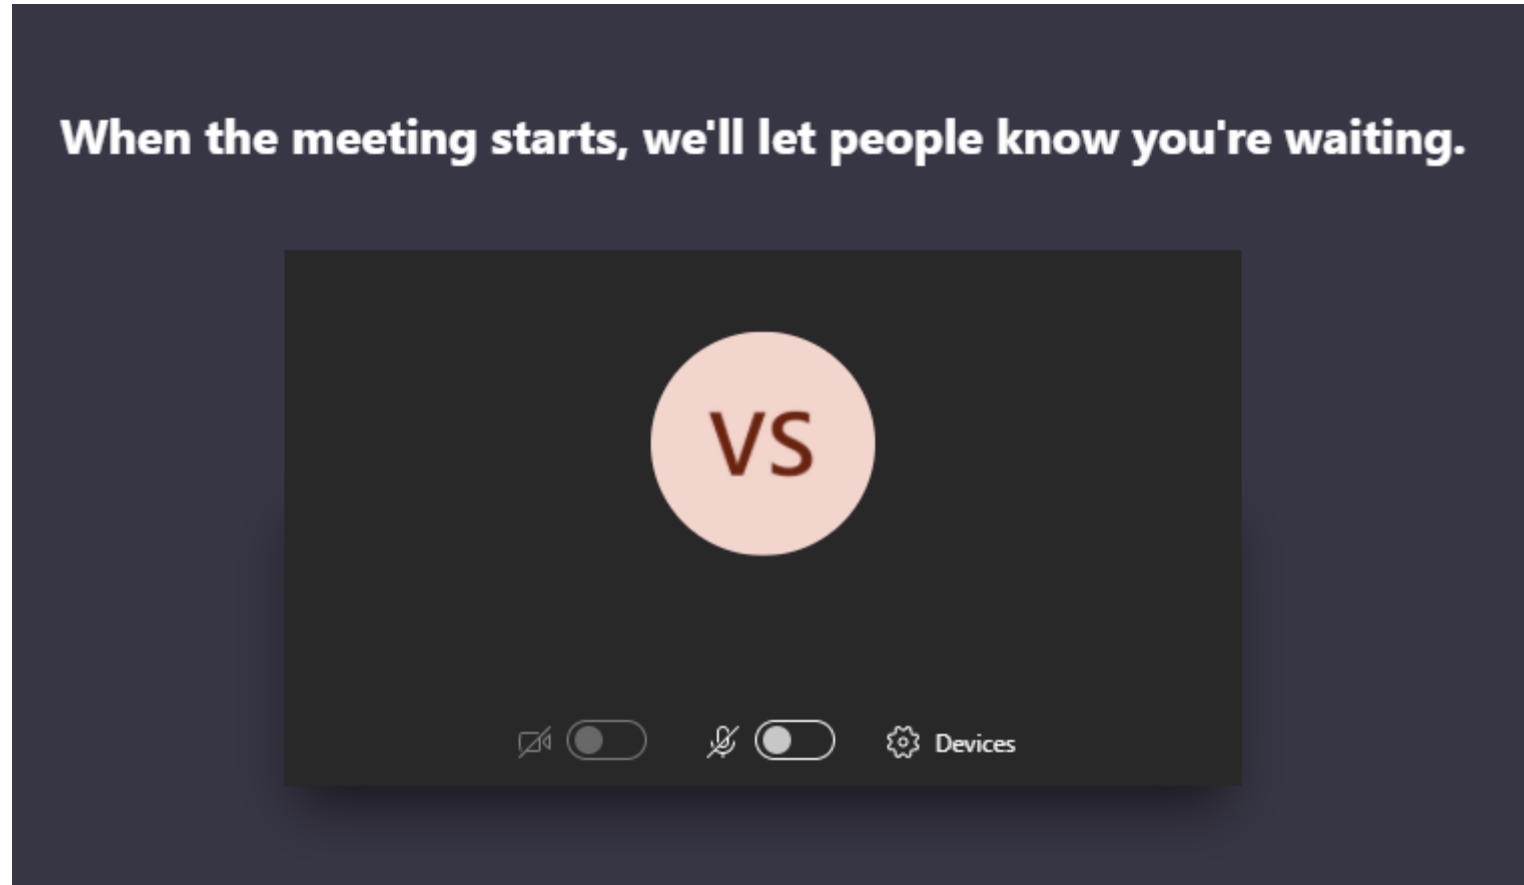 When the meeting starts, we'll let people know you're waiting.
VS
Devices